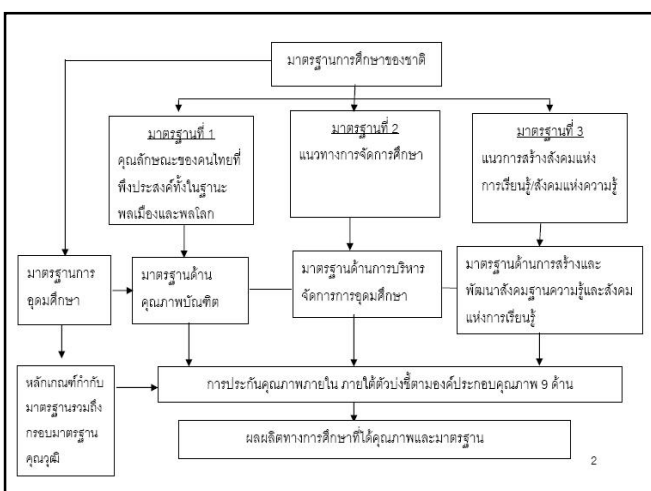 มาตรฐานการศึกษาของชาติ
มาตรฐานที่ 1
คุณลักษณะของคนไทยที่
พึงประสงค์ทั้งในฐานะ
พลเมืองและพลโลก
มาตรฐานที่ 2
แนวทางการจัดการศึกษา
มาตรฐานที่ 3
แนวการสร้างสังคมแห่ง
การเรียนรู้/สังคมแห่งความรู้
มาตรฐานการ
อุดมศึกษา
มาตรฐานด้าน
คุณภาพบัณฑิต
มาตรฐานด้านการบริหาร
จัดการการอุดมศึกษา
มาตรฐานด้านการสร้างและ
พัฒนาสังคมฐานความรู้และสังคม
แห่งการเรียนรู้
หลักเกณฑ์กำกับ
มาตรฐานรวมถึง
กรอบมาตรฐาน
คุณวุฒิ
การประกันคุณภาพภายใน ภายใต้ตัวบ่งชี้ตามองค์ประกอบคุณภาพ 9 ด้าน
ผลผลิตทางการศึกษาที่ได้คุณภาพและมาตรฐาน
2